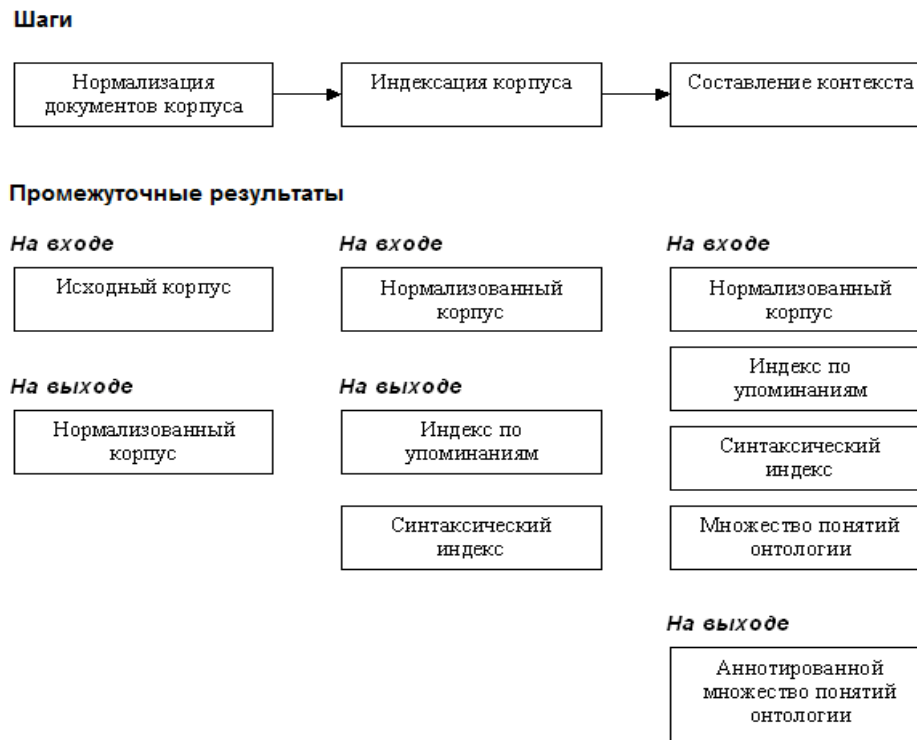 Шаги
Нормализация
документов корпуса
Индексация корпуса
Составление контекста
Промежуточные результаты
На входе
Исходный корпус
На выходе
Нормализованный
корпус
На входе
Нормализованный
корпус
На выходе
Индекс по
упоминаниям
Синтаксический
индекс
На входе
Нормализованный
корпус
Индекс по
упоминаниям
Синтаксический
индекс
Множество понятий
онтологии
На выходе
Аннотированной
множество понятий
онтологии